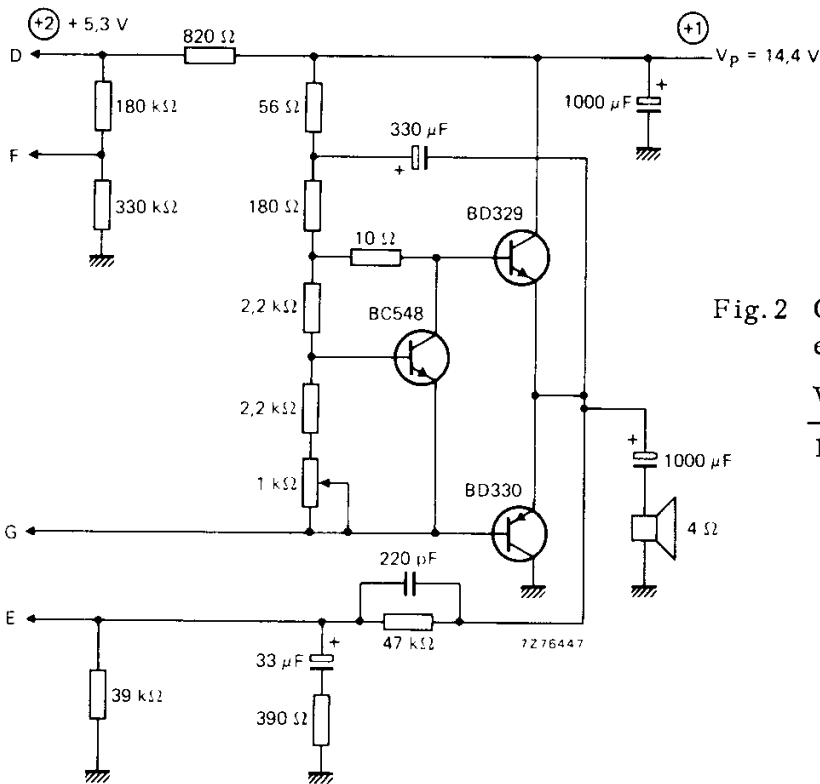 +2 + 5,3 V
+1
D
820 Ω
V_P = 14,4 V
180 kΩ
56 Ω
330 μF
1000 μF
+
+
F
330 kΩ
180 Ω
10 Ω
BD329
2,2 kΩ
BC548
Fig. 2
2,2 kΩ
+
1000 μF
1 kΩ
BD330
4 Ω
G
220 pF
E
+
47 kΩ
7Z76447
33 μF
39 kΩ
390 Ω